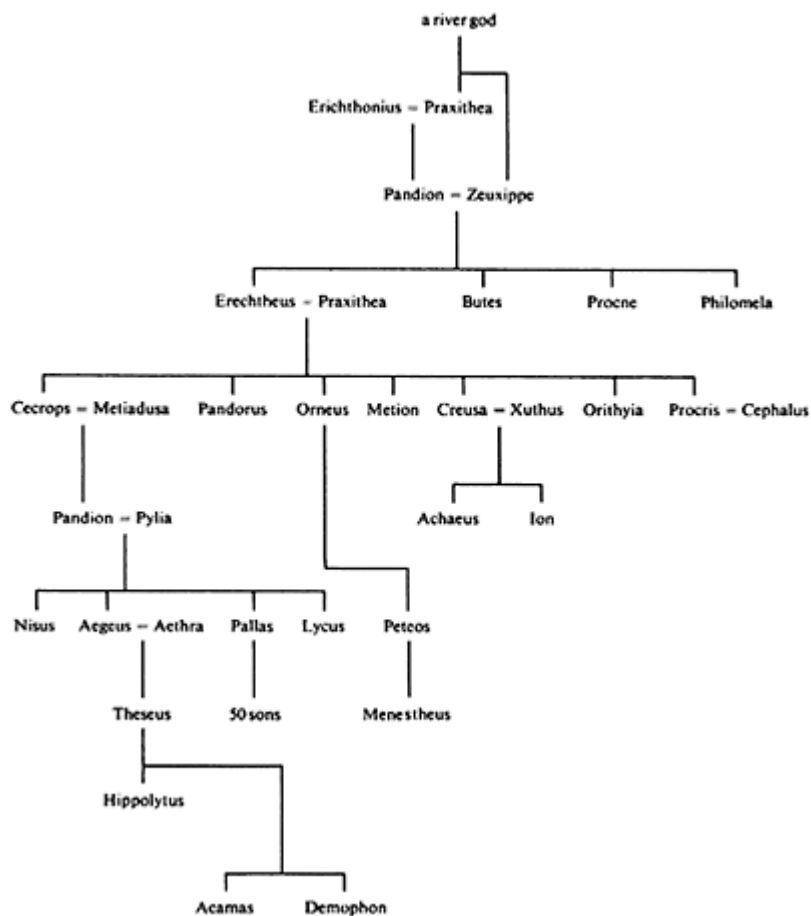 a river god
Erichthonius = Praxithea
Pandion = Zeuxippe
Erechtheus = Praxithea Butes Procne Philomela
Cecrops = Metiadusa Pandorus Orneus Metion Creusa = Xuthus Orithyia Procris = Cephalus
Achaeus Ion
Pandion = Pylia
Nisus Aegeus = Aethra Pallas Lycus Peteos
Theseus 50 sons Menestheus
Hippolytus
Acamas Demophon